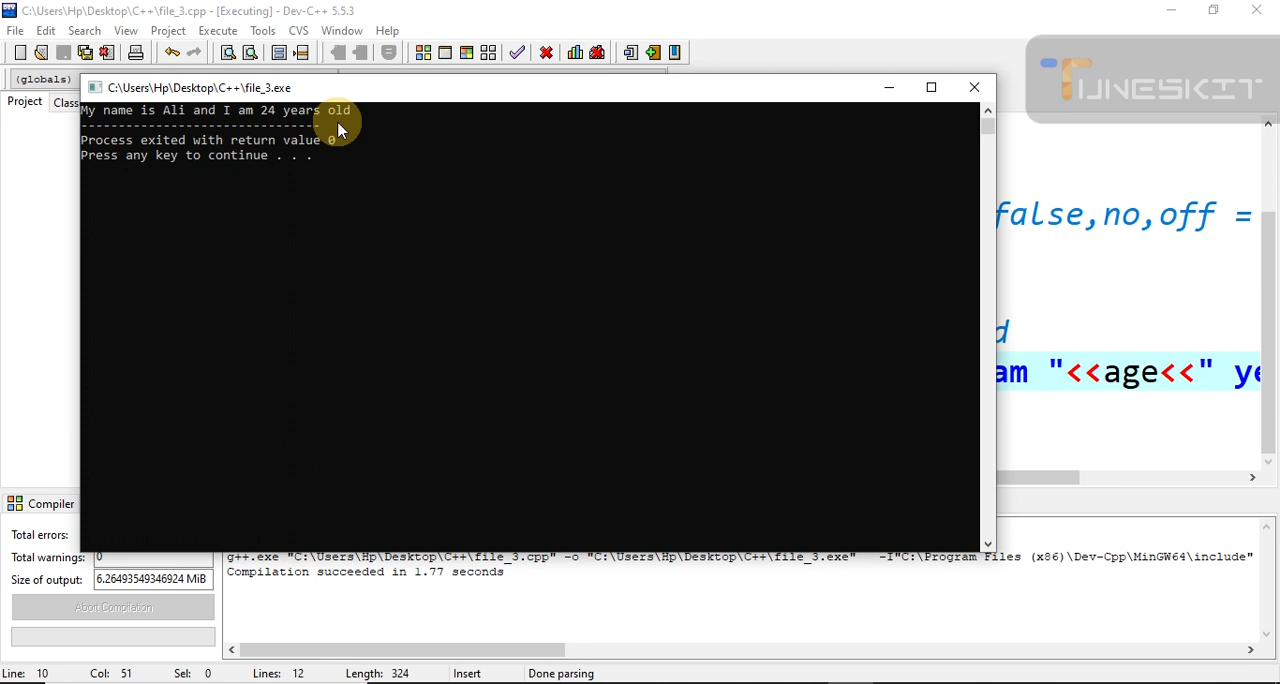 C:\Users\Hp\Desktop\C++\file_3.cpp - [Executing] - Dev-C++ 5.5.3
File Edit Search View Project Execute Tools CVS Window Help
(globals)
TUNESKIT
Project Class
C:\Users\Hp\Desktop\C++\file_3.exe
My name is Ali and I am 24 years old
--------------------------------
Process exited with return value 0
Press any key to continue . . .
false,no,off =
d
am "<<age<<" ye
Compiler
Total errors:
Total warnings: 0
Size of output: 6.26493549346924 MiB
Abort Compilation
g++.exe "C:\Users\Hp\Desktop\C++\file_3.cpp" -o "C:\Users\Hp\Desktop\C++\file_3.exe" -I"C:\Program Files (x86)\Dev-Cpp\MinGW64\include"
Compilation succeeded in 1.77 seconds
Line: 10 Col: 51 Sel: 0 Lines: 12 Length: 324 Insert Done parsing